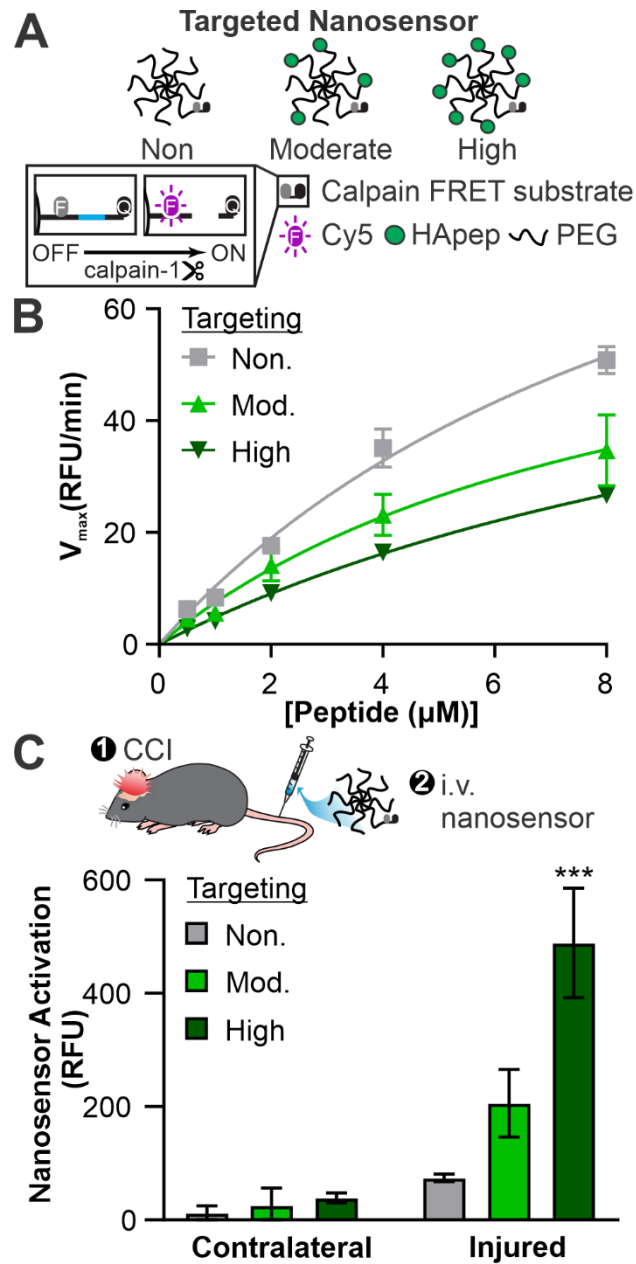 A
Targeted Nanosensor
Non
Moderate
High
F
Q
F
Q
OFF
ON
calpain-1
Calpain FRET substrate
F Cy5
HApep
PEG
B
60
40
20
0
Vmax(RFU/min)
Targeting
Non.
Mod.
High
0
2
4
6
8
[Peptide (µM)]
C
1 CCI
2 i.v.
nanosensor
600
400
200
0
Nanosensor Activation
(RFU)
Targeting
Non.
Mod.
High
***
Contralateral
Injured